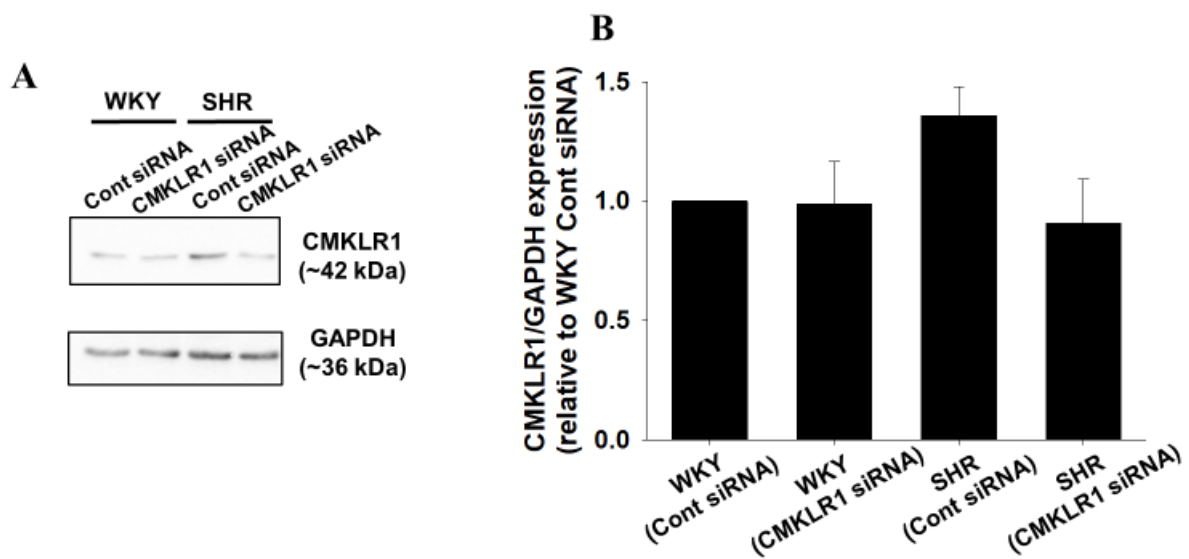 A
WKY SHR
Cont siRNA
CMKLR1 siRNA
Cont siRNA
CMKLR1 siRNA
CMKLR1
(~42 kDa)
GAPDH
(~36 kDa)
B
CMKLR1/GAPDH expression
(relative to WKY Cont siRNA)
1.5
1.0
0.5
0.0
WKY
(Cont siRNA)
WKY
(CMKLR1 siRNA)
SHR
(Cont siRNA)
SHR
(CMKLR1 siRNA)